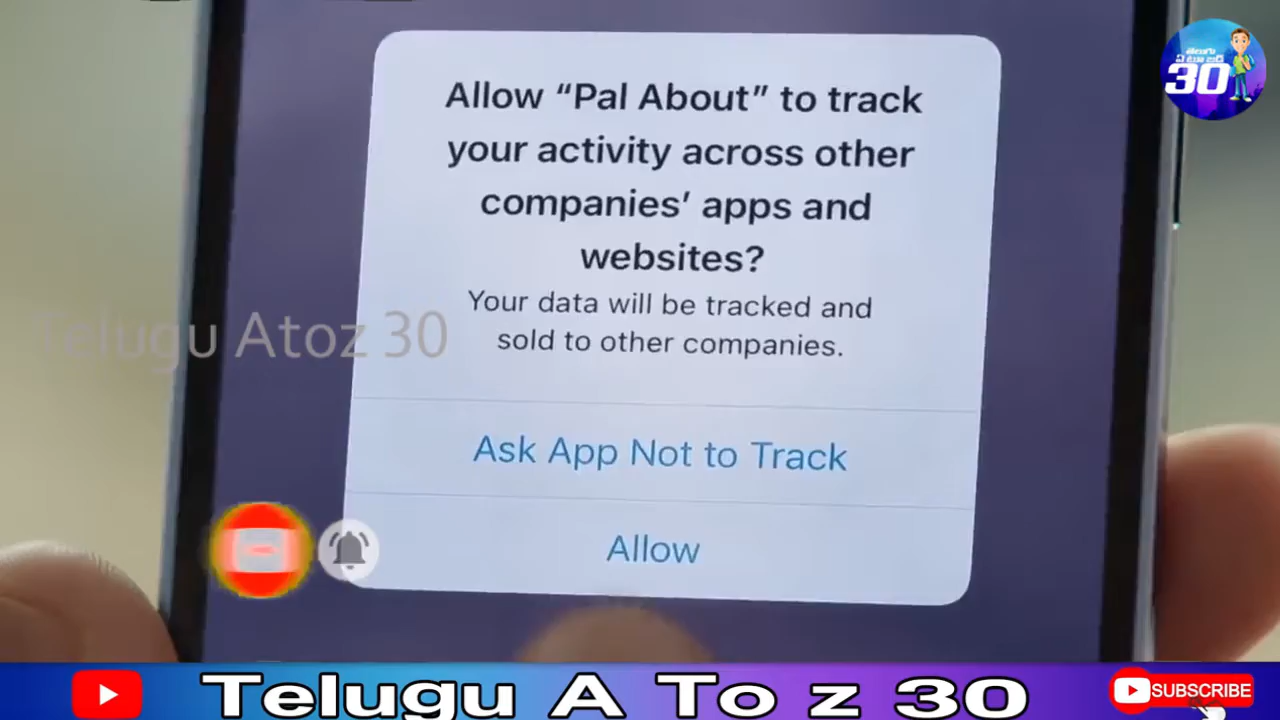 తెలుగు
ఏ టూ జెడ్
30
Allow “Pal About” to track
your activity across other
companies’ apps and
websites?
Your data will be tracked and
sold to other companies.
Telugu Atoz 30
Ask App Not to Track
Allow
Telugu A To z 30
SUBSCRIBE